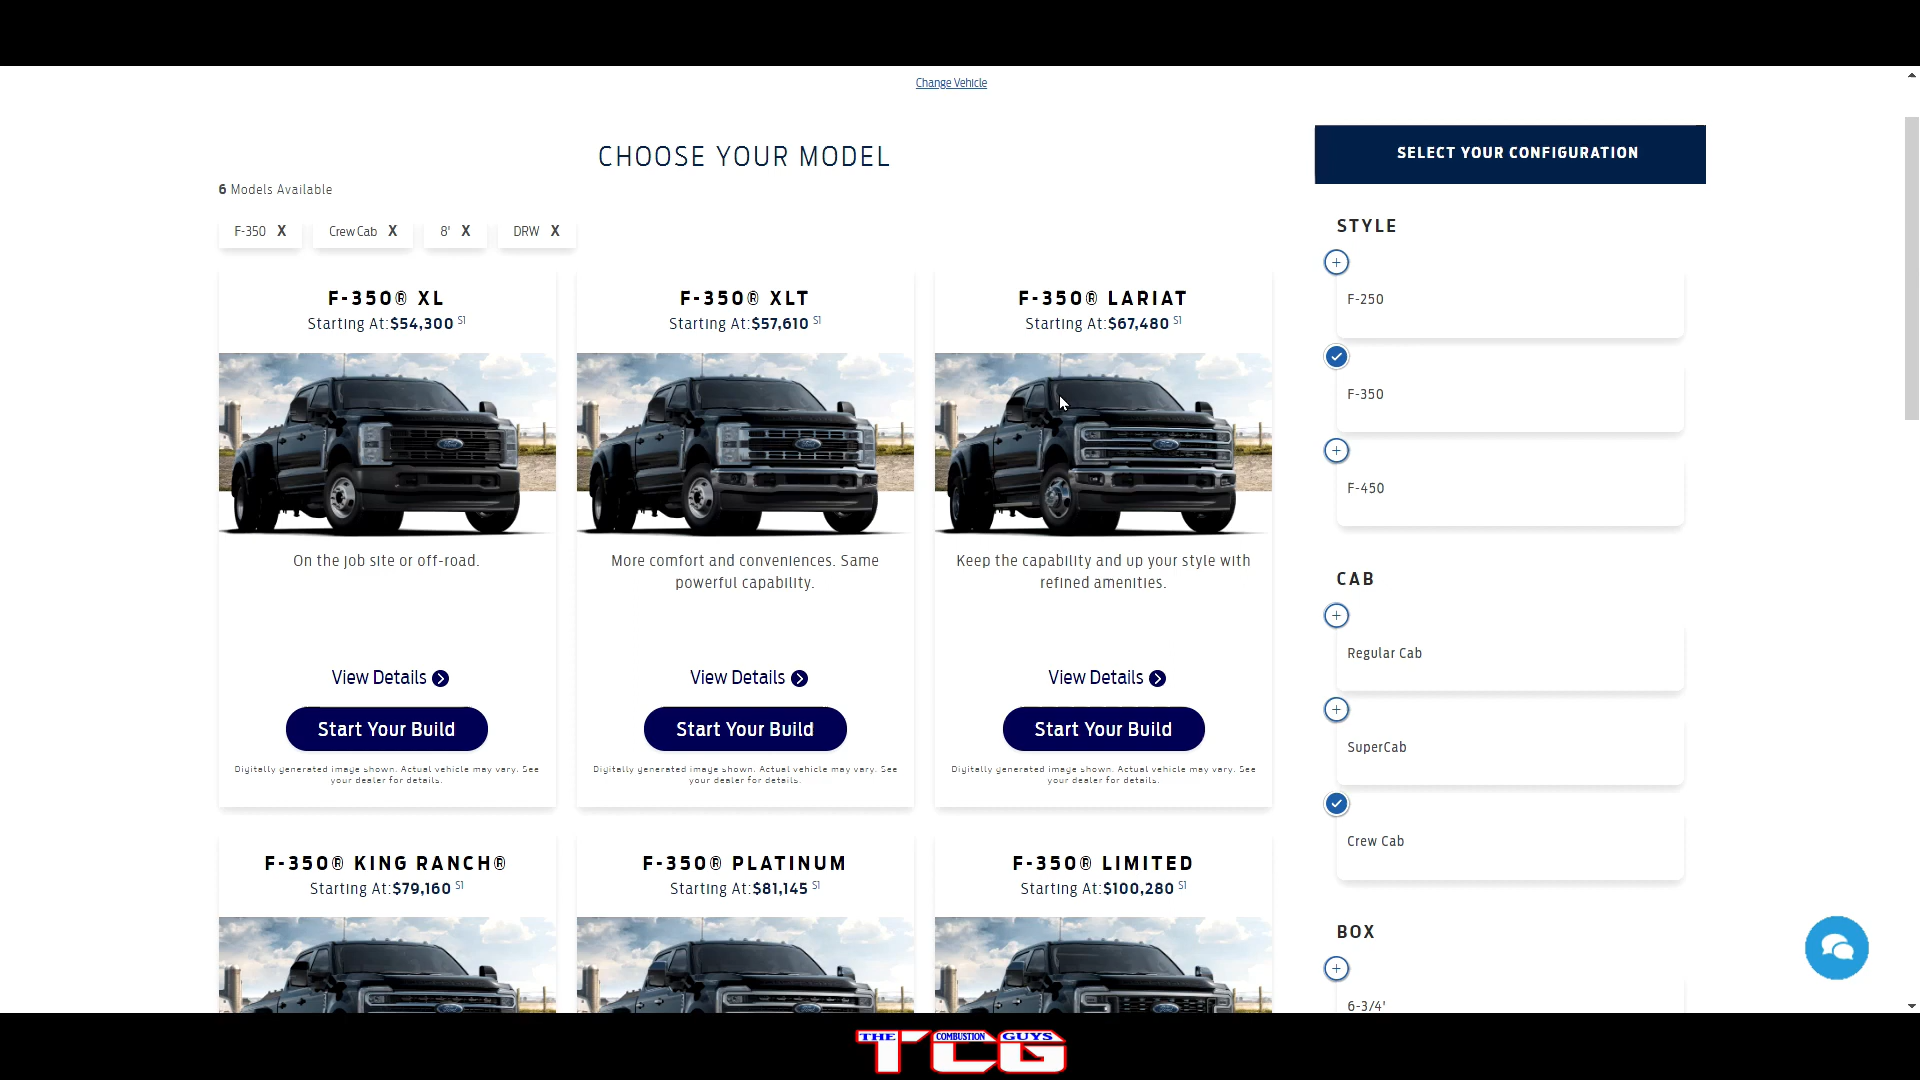 Change Vehicle
CHOOSE YOUR MODEL
6 Models Available
F-350 X
Crew Cab X
8' X
DRW X
F-350® XL
Starting At:$54,300 S1
On the job site or off-road.
View Details
Start Your Build
Digitally generated image shown. Actual vehicle may vary. See
your dealer for details.
F-350® XLT
Starting At:$57,610 S1
More comfort and conveniences. Same
powerful capability.
View Details
Start Your Build
Digitally generated image shown. Actual vehicle may vary. See
your dealer for details.
F-350® LARIAT
Starting At:$67,480 S1
Keep the capability and up your style with
refined amenities.
View Details
Start Your Build
Digitally generated image shown. Actual vehicle may vary. See
your dealer for details.
F-350® KING RANCH®
Starting At:$79,160 S1
F-350® PLATINUM
Starting At:$81,145 S1
F-350® LIMITED
Starting At:$100,280 S1
SELECT YOUR CONFIGURATION
STYLE
F-250
F-350
F-450
CAB
Regular Cab
SuperCab
Crew Cab
BOX
6-3/4'
THE COMBUSTION GUYS
TCG